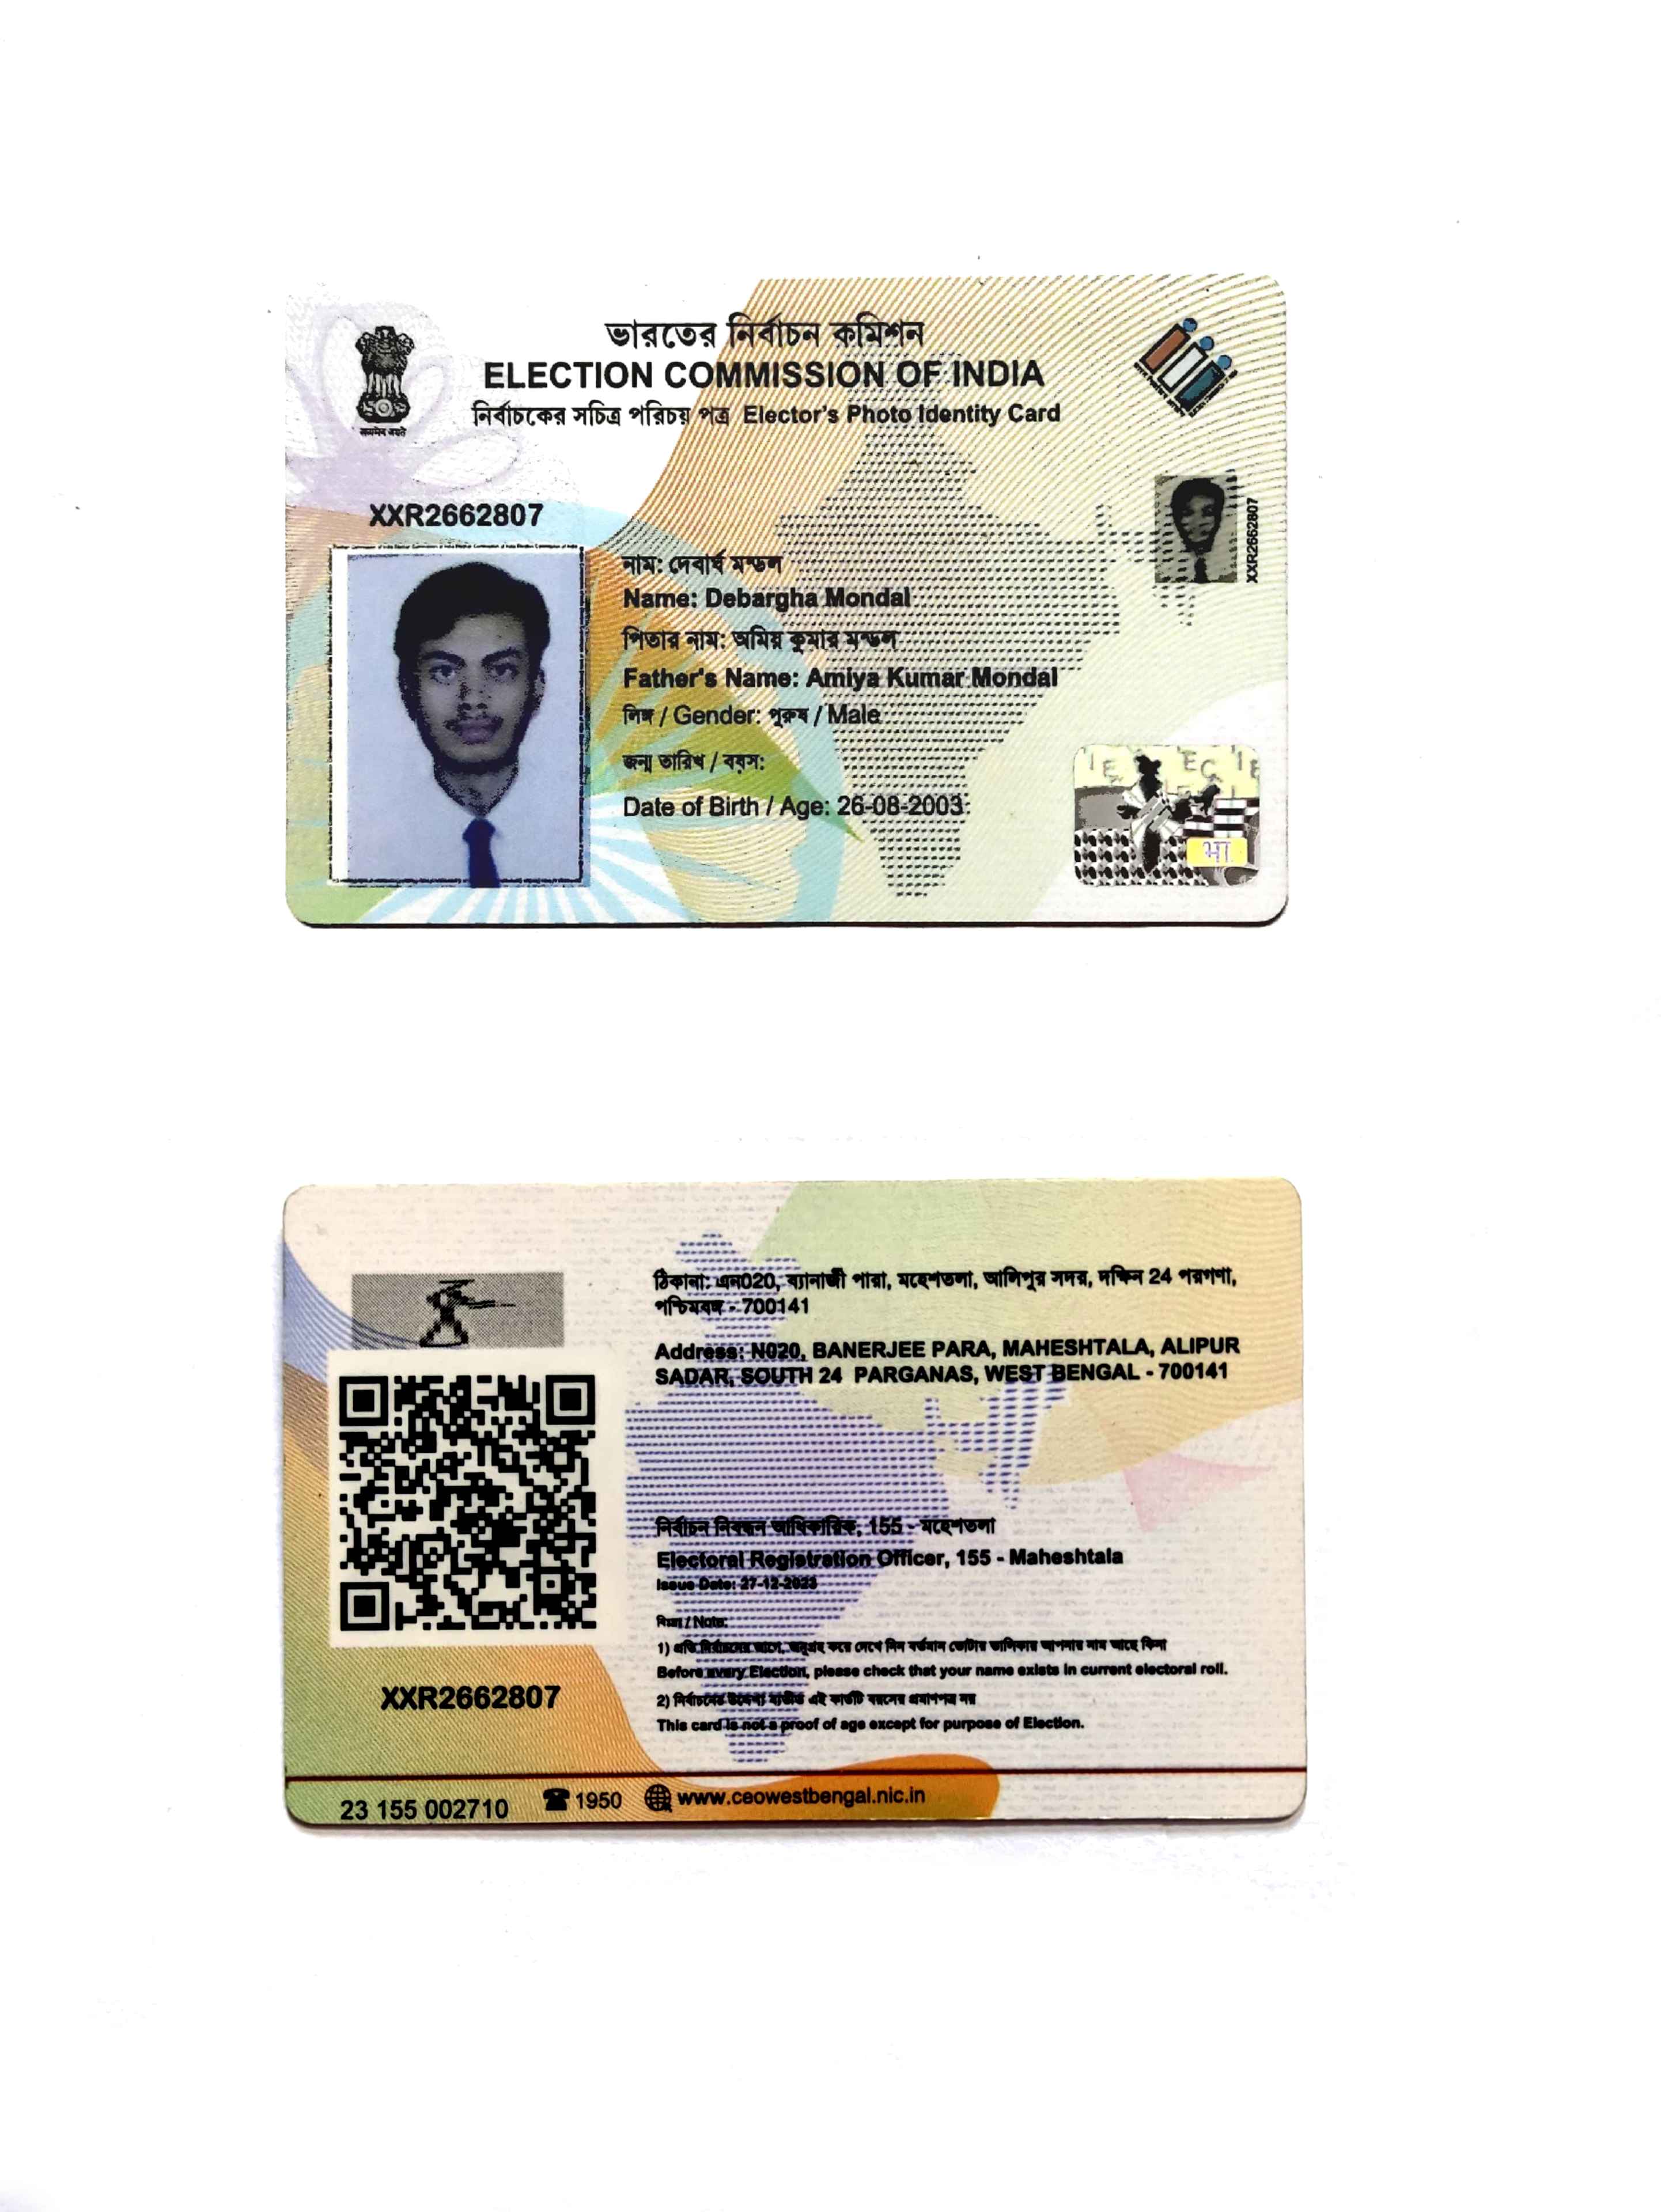 ভারতের নির্বাচন কমিশন
ELECTION COMMISSION OF INDIA
নির্বাচকের সচিত্র পরিচয় পত্র Elector's Photo Identity Card
सत्यमेव जयते
XXR2662807
XXR2662807
নাম: দেবার্ঘ মন্ডল
Name: Debargha Mondal
পিতার নাম: অমিয় কুমার মন্ডল
Father's Name: Amiya Kumar Mondal
লিঙ্গ / Gender: পুরুষ / Male
জন্ম তারিখ / বয়স:
Date of Birth / Age: 26-08-2003
भा
ঠিকানা: এন020, ব্যানার্জী পারা, মহেশতলা, আলিপুর সদর, দক্ষিন 24 পরগণা,
পশ্চিমবঙ্গ - 700141
Address: N020, BANERJEE PARA, MAHESHTALA, ALIPUR
SADAR, SOUTH 24 PARGANAS, WEST BENGAL - 700141
নির্বাচন নিবন্ধন আধিকারিক, 155 - মহেশতলা
Electoral Registration Officer, 155 - Maheshtala
Issue Date: 27-12-2023
/ Note:
1) প্রতি নির্বাচনের আগে, অনুগ্রহ করে দেখে নিন বর্তমান ভোটার তালিকায় আপনার নাম আছে কিনা
Before every Election, please check that your name exists in current electoral roll.
2) নির্বাচনের উদ্দেশ্য ব্যতীত এই কার্ডটি বয়সের প্রমাণপত্র নয়
This card is not a proof of age except for purpose of Election.
XXR2662807
23 155 002710 1950 www.ceowestbengal.nic.in